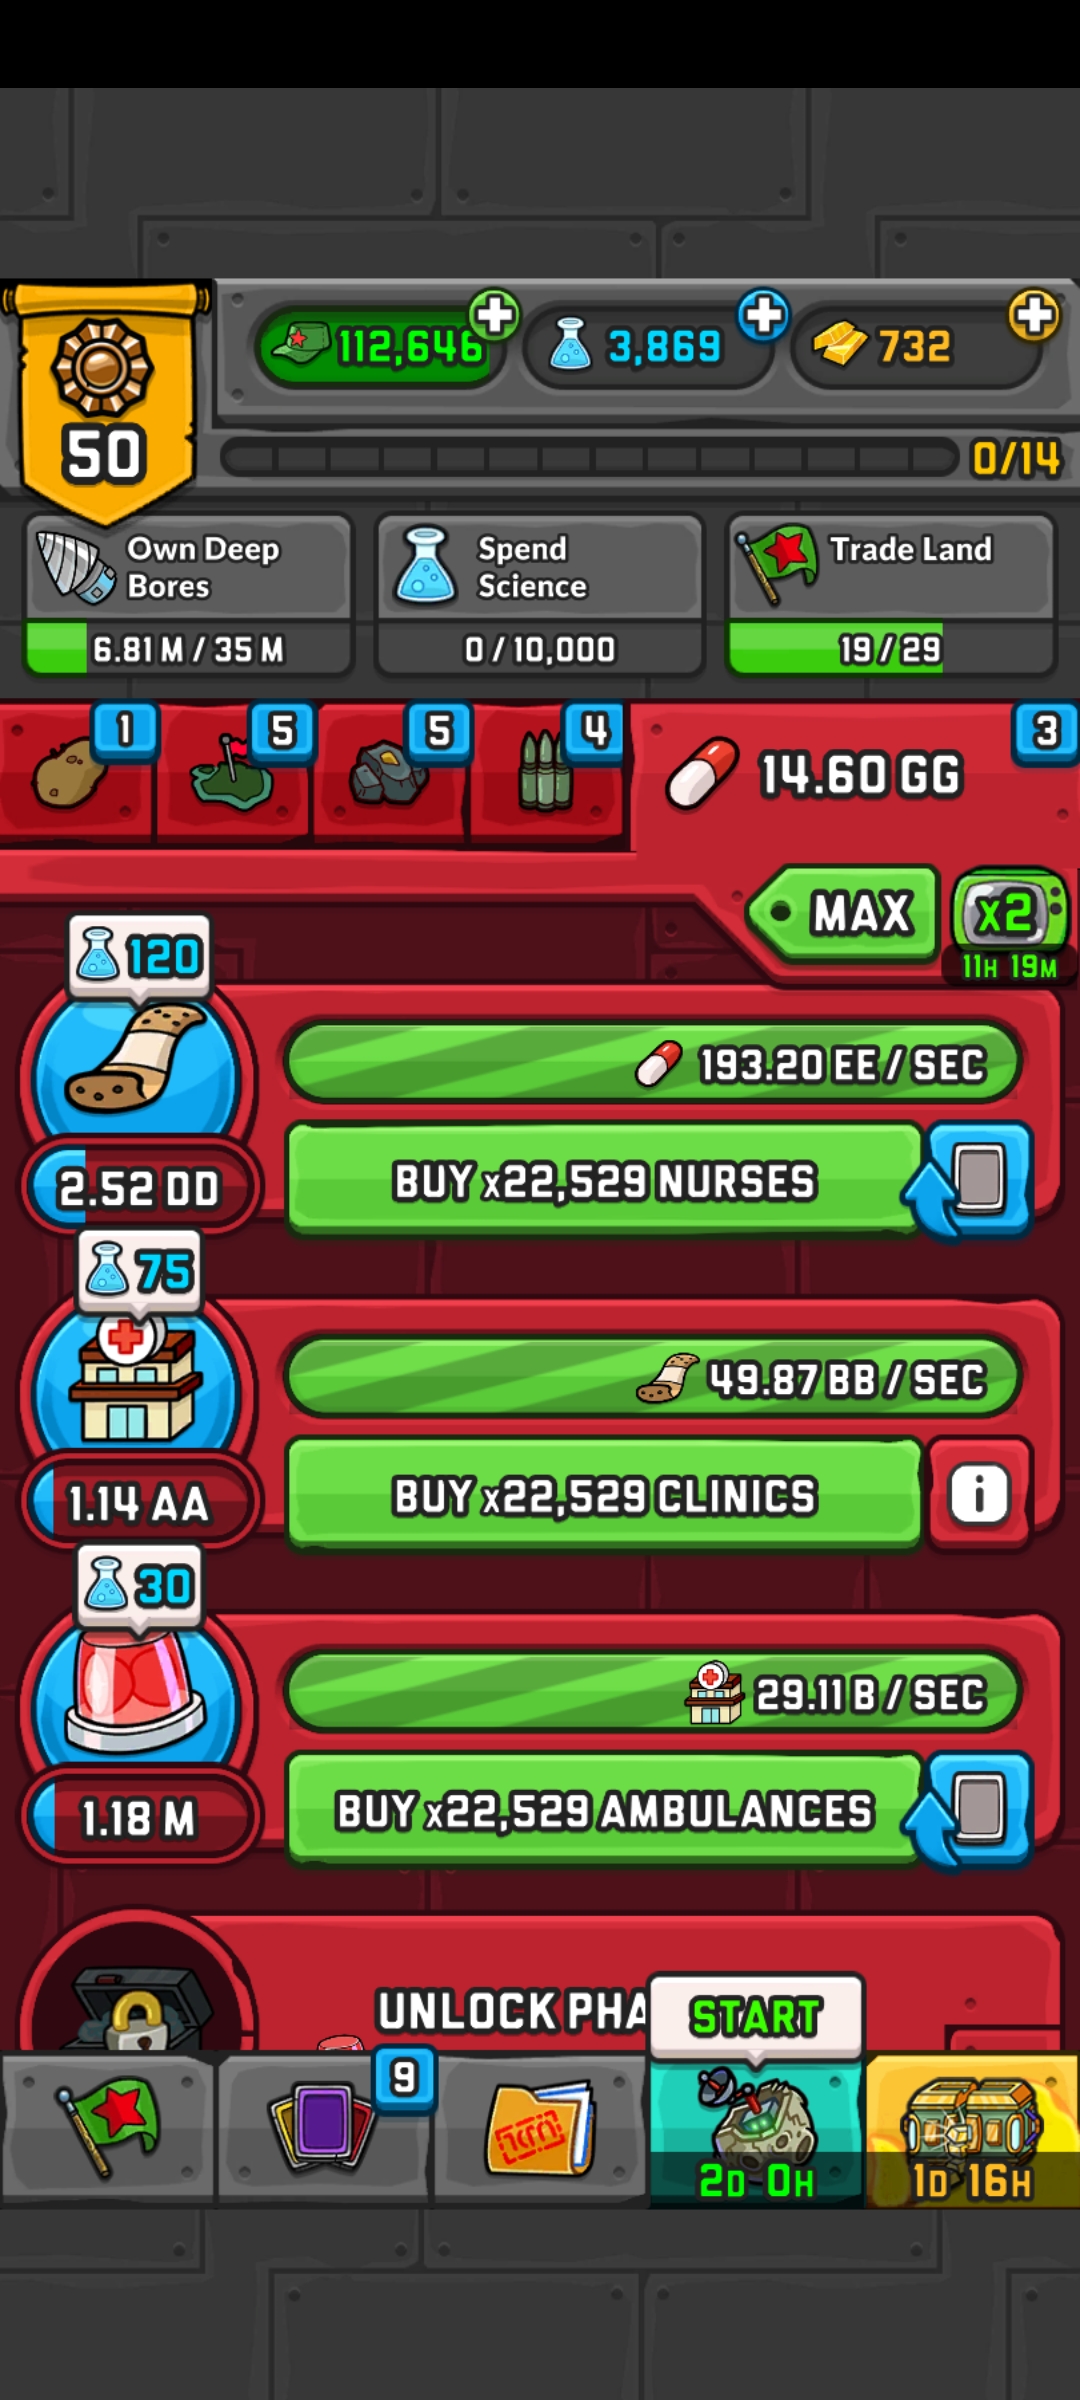 112,646
3,869
732
50
0/14
Own Deep
Bores
6.81 M / 35 M
Spend
Science
0 / 10,000
Trade Land
19 / 29
1
5
5
4
3
14.60 GG
MAX
x2
11H 19M
120
193.20 EE / SEC
2.52 DD
BUY x22,529 NURSES
75
49.87 BB / SEC
1.14 AA
BUY x22,529 CLINICS
i
30
29.11 B / SEC
1.18 M
BUY x22,529 AMBULANCES
UNLOCK PHA
START
9
2D 0H
1D 16H